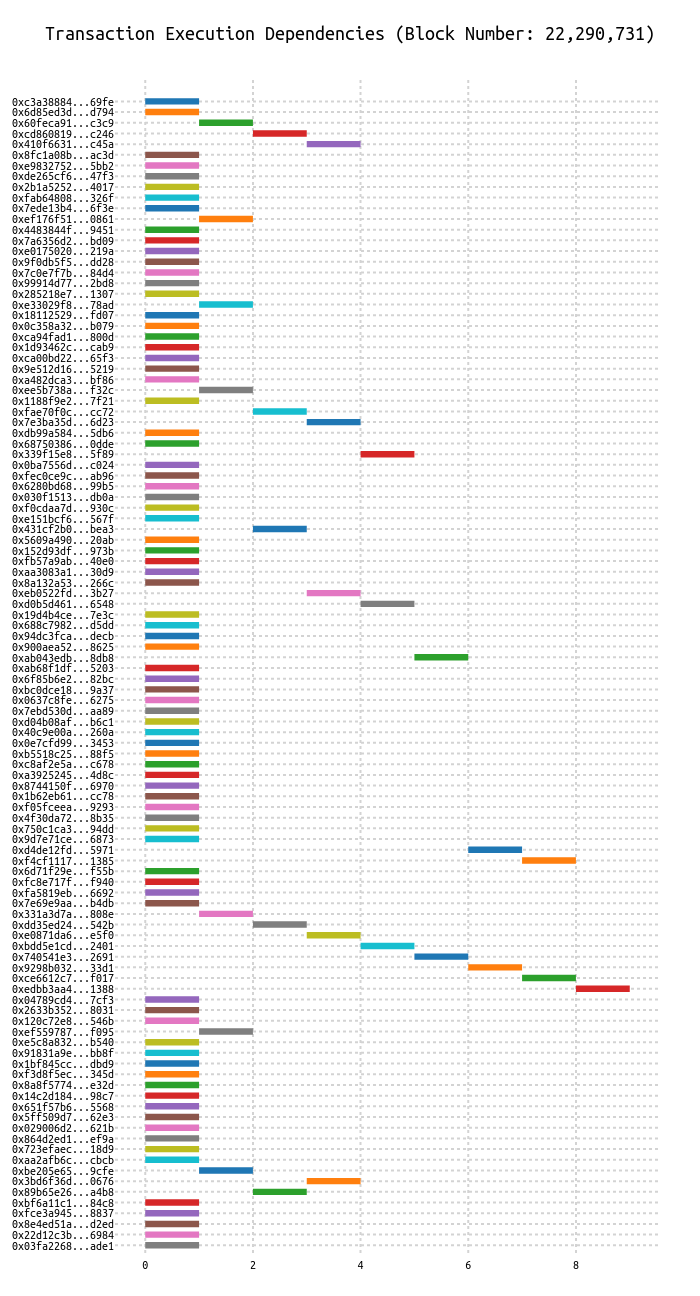 Transaction Execution Dependencies (Block Number: 22,290,731)
0xc3a38884...69fe
0x6d85ed3d...d794
0x60feca91...c3c9
0xcd860819...c246
0x410f6631...c45a
0x8fc1a08b...ac3d
0xe9832752...5bb2
0xde265cf6...47f3
0x2b1a5252...4017
0xfab64808...326f
0x7ede13b4...6f3e
0xef176f51...0861
0x4483844f...9451
0x7a6356d2...bd09
0xe0175020...219a
0x9f0db5f5...dd28
0x7c0e7f7b...84d4
0x99914d77...2bd8
0x285218e7...1307
0xe33029f8...78ad
0x18112529...fd07
0x0c358a32...b079
0xca94fad1...800d
0x1d93462c...cab9
0xca00bd22...65f3
0x9e512d16...5219
0xa482dca3...bf86
0xee5b738a...f32c
0x1188f9e2...7f21
0xfae70f0c...cc72
0x7e3ba35d...6d23
0xdb99a584...5db6
0x68750386...0dde
0x339f15e8...5f89
0x0ba7556d...c024
0xfec0ce9c...ab96
0x6280bd68...99b5
0x030f1513...db0a
0xf0cdaa7d...930c
0xe151bcf6...567f
0x431cf2b0...bea3
0x5609a490...20ab
0x152d93df...973b
0xfb57a9ab...40e0
0xaa3083a1...30d9
0x8a132a53...266c
0xeb0522fd...3b27
0xd0b5d461...6548
0x19d4b4ce...7e3c
0x688c7982...d5dd
0x94dc3fca...decb
0x900aea52...8625
0xab043edb...8db8
0xab68f1df...5203
0x6f85b6e2...82bc
0xbc0dce18...9a37
0x0637c8fe...6275
0x7ebd530d...aa89
0xd04b08af...b6c1
0x40c9e00a...260a
0x0e7cfd99...3453
0xb5518c25...88f5
0xc8af2e5a...c678
0xa3925245...4d8c
0x8744150f...6970
0x1b62eb61...cc78
0xf05fceea...9293
0x4f30da72...8b35
0x750c1ca3...94dd
0x9d7e71ce...6873
0xd4de12fd...5971
0xf4cf1117...1385
0x6d71f29e...f55b
0xfc8e717f...f940
0xfa5819eb...6692
0x7e69e9aa...b4db
0x331a3d7a...808e
0xdd35ed24...542b
0xe0871da6...e5f0
0xbdd5e1cd...2401
0x740541e3...2691
0x9298b032...33d1
0xce6612c7...f017
0xedbb3aa4...1388
0x04789cd4...7cf3
0x2633b352...8031
0x120c72e8...546b
0xef559787...f095
0xe5c8a832...b540
0x91831a9e...bb8f
0x1bf845cc...dbd9
0xf3d8f5ec...345d
0x8a8f5774...e32d
0x14c2d184...98c7
0x651f57b6...5568
0x5ff509d7...62e3
0x029006d2...621b
0x864d2ed1...ef9a
0x723efaec...18d9
0xaa2afb6c...cbcb
0xbe205e65...9cfe
0x3bd6f36d...0676
0x89b65e26...a4b8
0xbf6a11c1...84c8
0xfce3a945...8837
0x8e4ed51a...d2ed
0x22d12c3b...6984
0x03fa2268...ade1
0 2 4 6 8